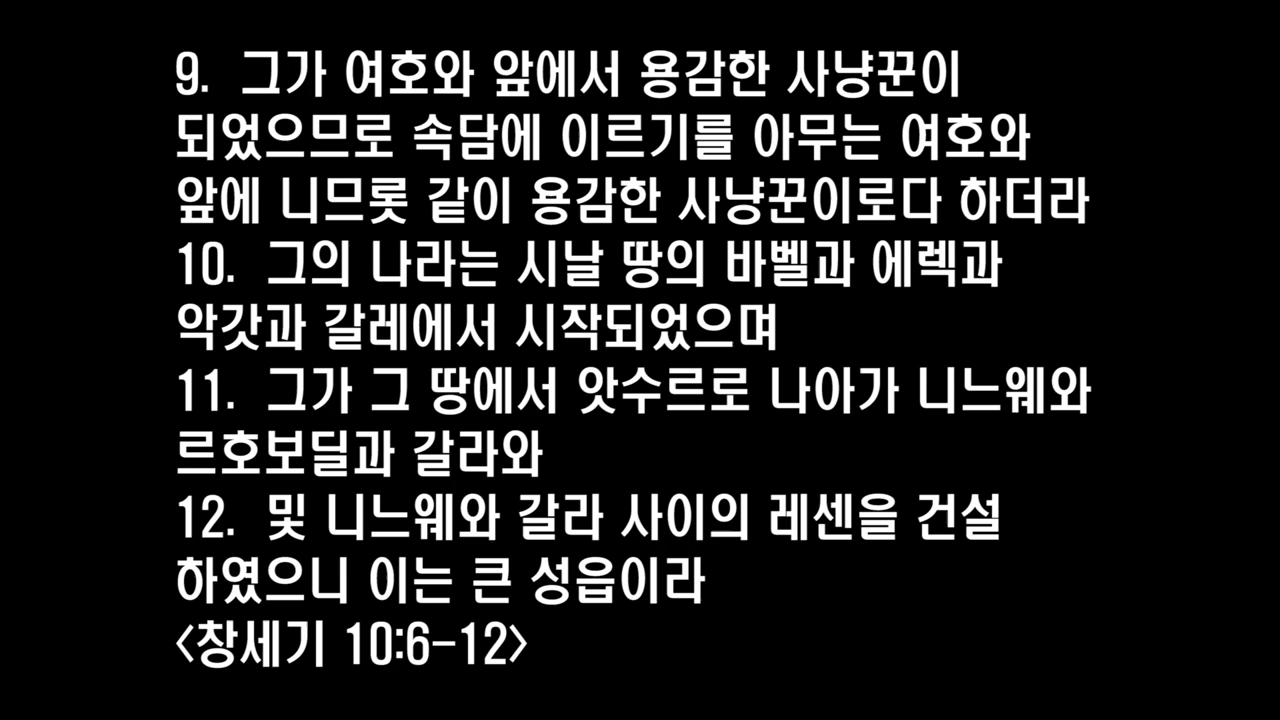 9. 그가 여호와 앞에서 용감한 사냥꾼이
되었으므로 속담에 이르기를 아무는 여호와
앞에 니므롯 같이 용감한 사냥꾼이로다 하더라
10. 그의 나라는 시날 땅의 바벨과 에렉과
악갓과 갈레에서 시작되었으며
11. 그가 그 땅에서 앗수르로 나아가 니느웨와
르호보딜과 갈라와
12. 및 니느웨와 갈라 사이의 레센을 건설
하였으니 이는 큰 성읍이라
<창세기 10:6-12>